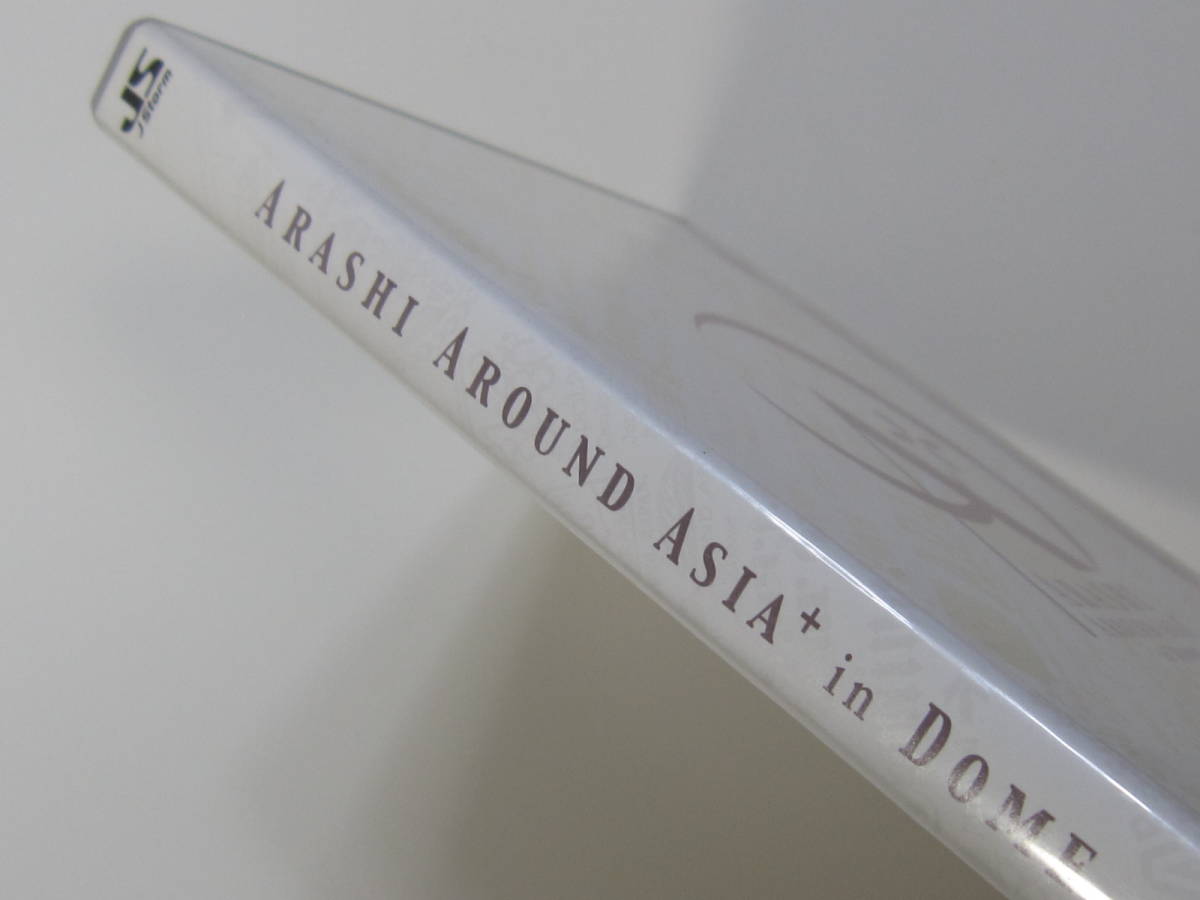 JS
J Storm
ARASHI AROUND ASIA⁺ in DOME